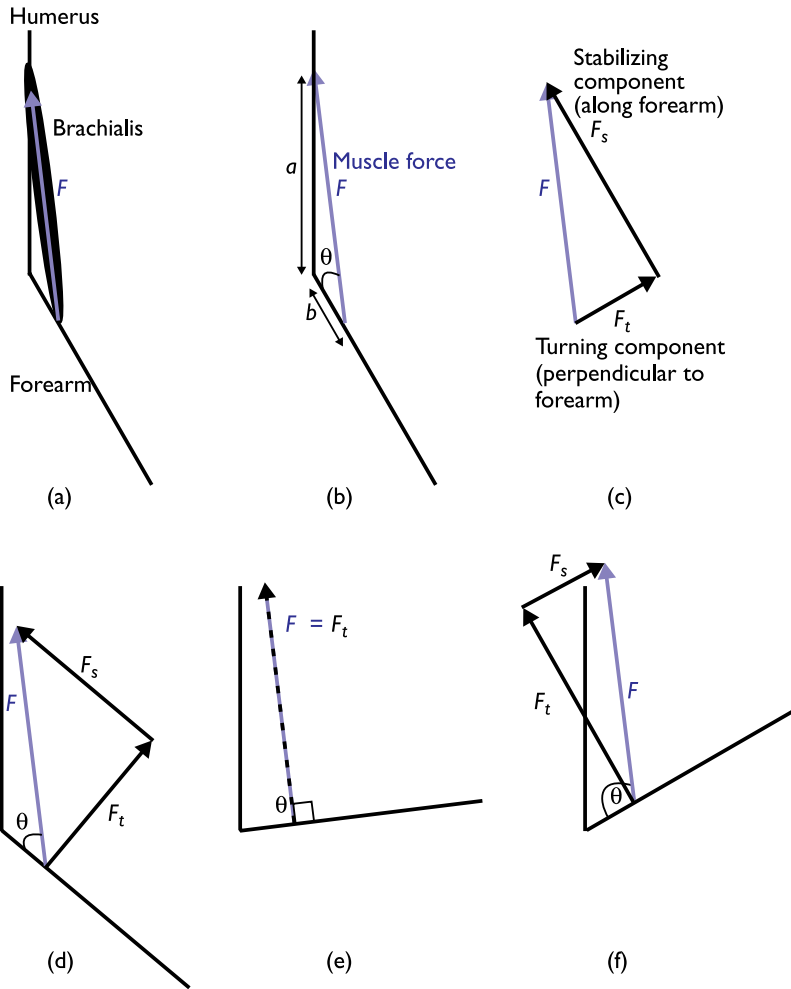 Humerus
Brachialis
F
Forearm
(a)
a
Muscle force
F
θ
b
(b)
Stabilizing
component
(along forearm)
Fs
F
Ft
Turning component
(perpendicular to
forearm)
(c)
Fs
F
Ft
θ
(d)
F = Ft
θ
(e)
Fs
F
Ft
θ
(f)